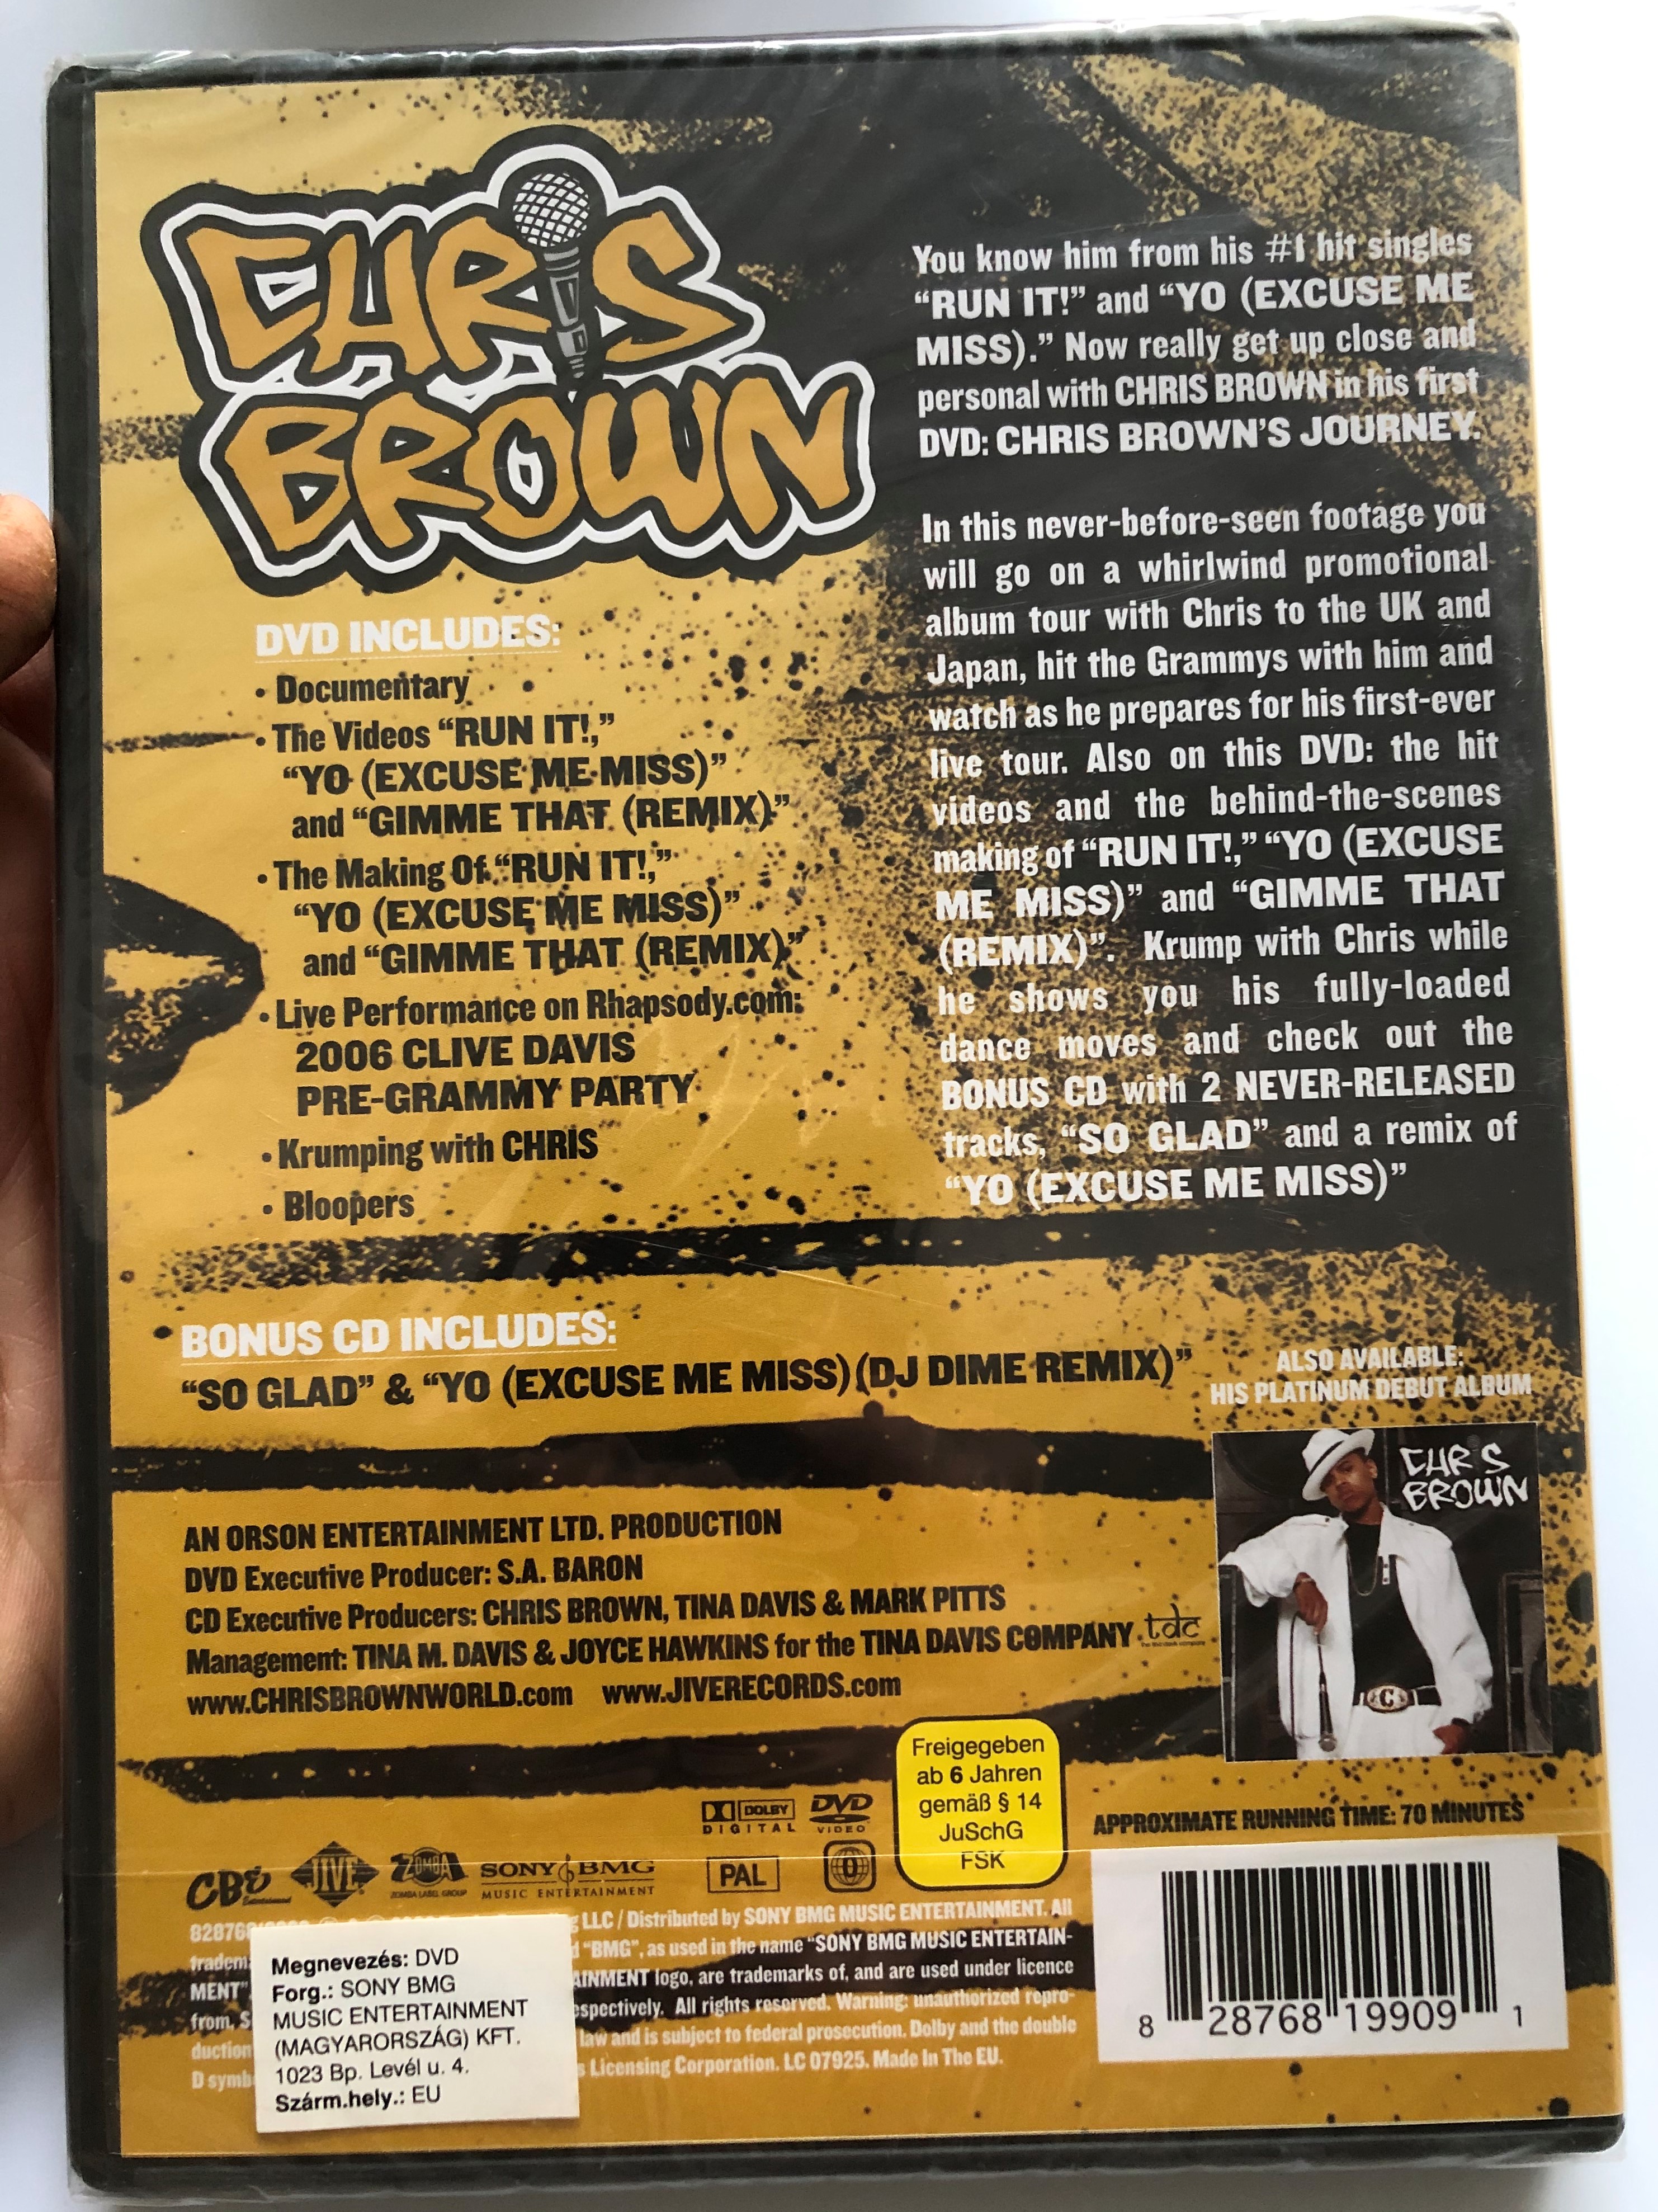 CHRIS
BROWN
You know him from his #1 hit singles
“RUN IT!” and “YO (EXCUSE ME
MISS).” Now really get up close and
personal with CHRIS BROWN in his first
DVD: CHRIS BROWN’S JOURNEY.
In this never-before-seen footage you
will go on a whirlwind promotional
album tour with Chris to the UK and
Japan, hit the Grammys with him and
watch as he prepares for his first-ever
live tour. Also on this DVD: the hit
videos and the behind-the-scenes
making of “RUN IT!,” “YO (EXCUSE
ME MISS)” and “GIMME THAT
(REMIX)”. Krump with Chris while
he shows you his fully-loaded
dance moves and check out the
BONUS CD with 2 NEVER-RELEASED
tracks, “SO GLAD” and a remix of
“YO (EXCUSE ME MISS)”
DVD INCLUDES:
• Documentary
• The Videos “RUN IT!,”
“YO (EXCUSE ME MISS)”
and “GIMME THAT (REMIX)”
• The Making Of “RUN IT!,”
“YO (EXCUSE ME MISS)”
and “GIMME THAT (REMIX)”
• Live Performance on Rhapsody.com:
2006 CLIVE DAVIS
PRE-GRAMMY PARTY
• Krumping with CHRIS
• Bloopers
BONUS CD INCLUDES:
“SO GLAD” & “YO (EXCUSE ME MISS) (DJ DIME REMIX)”
ALSO AVAILABLE:
HIS PLATINUM DEBUT ALBUM
CHRIS
BROWN
C
AN ORSON ENTERTAINMENT LTD. PRODUCTION
DVD Executive Producer: S.A. BARON
CD Executive Producers: CHRIS BROWN, TINA DAVIS & MARK PITTS
Management: TINA M. DAVIS & JOYCE HAWKINS for the TINA DAVIS COMPANY tdc
www.CHRISBROWNWORLD.com www.JIVERECORDS.com
Freigegeben
ab 6 Jahren
gemäß § 14
JuSchG
FSK
APPROXIMATE RUNNING TIME: 70 MINUTES
DOLBY
DIGITAL
DVD
VIDEO
CBE
Entertainment
JIVE
ZOMBA
ZOMBA LABEL GROUP
SONY BMG
MUSIC ENTERTAINMENT
PAL
0
82876 LLC / Distributed by SONY BMG MUSIC ENTERTAINMENT. All
tradem “BMG”, as used in the name “SONY BMG MUSIC ENTERTAIN-
MENT” AINMENT logo, are trademarks of, and are used under licence
from, S espectively. All rights reserved. Warning: unauthorized repro-
duction law and is subject to federal prosecution. Dolby and the double
D symb s Licensing Corporation. LC 07925. Made In The EU.
Megnevezés: DVD
Forg.: SONY BMG
MUSIC ENTERTAINMENT
(MAGYARORSZÁG) KFT.
1023 Bp. Levél u. 4.
Szárm.hely.: EU
8 28768 19909 1